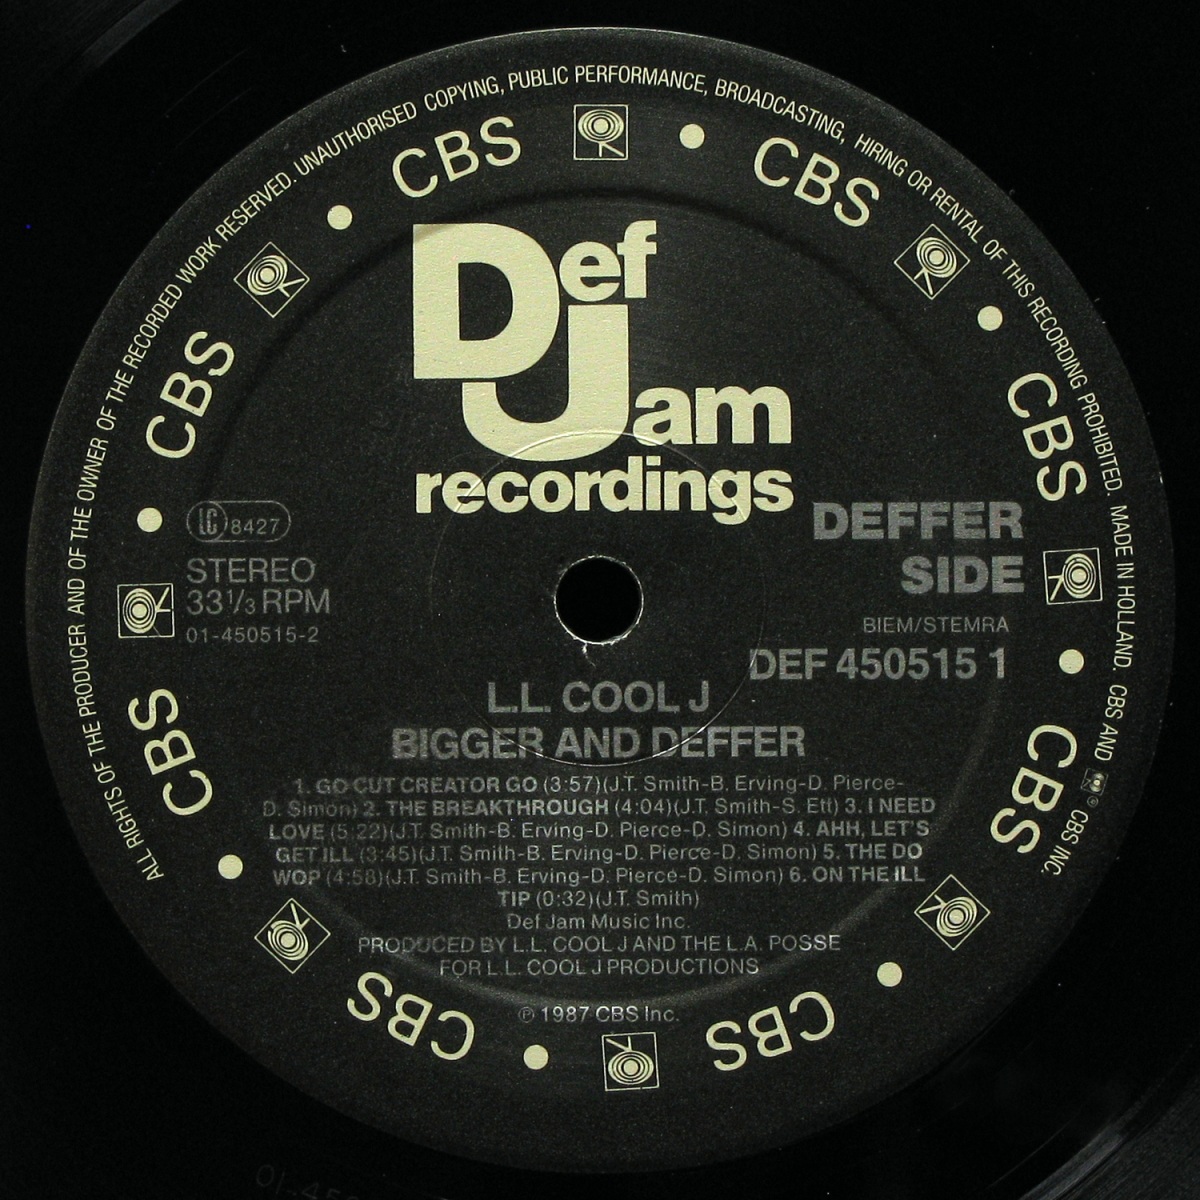 ALL RIGHTS OF THE PRODUCER AND OF THE OWNER OF THE RECORDED WORK RESERVED. UNAUTHORISED COPYING, PUBLIC PERFORMANCE, BROADCASTING, HIRING OR RENTAL OF THIS RECORDING PROHIBITED. MADE IN HOLLAND. CBS AND ® CBS INC.
CBS • CBS • CBS • CBS • CBS • CBS • CBS • CBS •
Def
Jam
recordings
DEFFER
SIDE
LC 8427
STEREO
33 1/3 RPM
01-450515-2
BIEM/STEMRA
DEF 450515 1
L.L. COOL J
BIGGER AND DEFFER
1. GO CUT CREATOR GO (3:57)(J.T. Smith-B. Erving-D. Pierce-
D. Simon) 2. THE BREAKTHROUGH (4:04)(J.T. Smith-S. Ett) 3. I NEED
LOVE (5:22)(J.T. Smith-B. Erving-D. Pierce-D. Simon) 4. AHH, LET'S
GET ILL (3:45)(J.T. Smith-B. Erving-D. Pierce-D. Simon) 5. THE DO
WOP (4:58)(J.T. Smith-B. Erving-D. Pierce-D. Simon) 6. ON THE ILL
TIP (0:32)(J.T. Smith)
Def Jam Music Inc.
PRODUCED BY L.L. COOL J AND THE L.A. POSSE
FOR L.L. COOL J PRODUCTIONS
℗ 1987 CBS Inc.